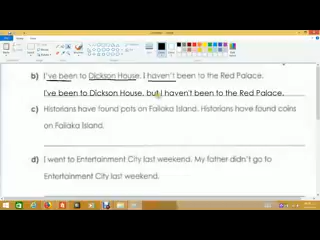 b) I've been to Dickson House. I haven't been to the Red Palace.
I've been to Dickson House, but I haven't been to the Red Palace.
c) Historians have found pots on Failaka Island. Historians have found coins
on Failaka Island.
d) I went to Entertainment City last weekend. My father didn't go to
Entertainment City last weekend.